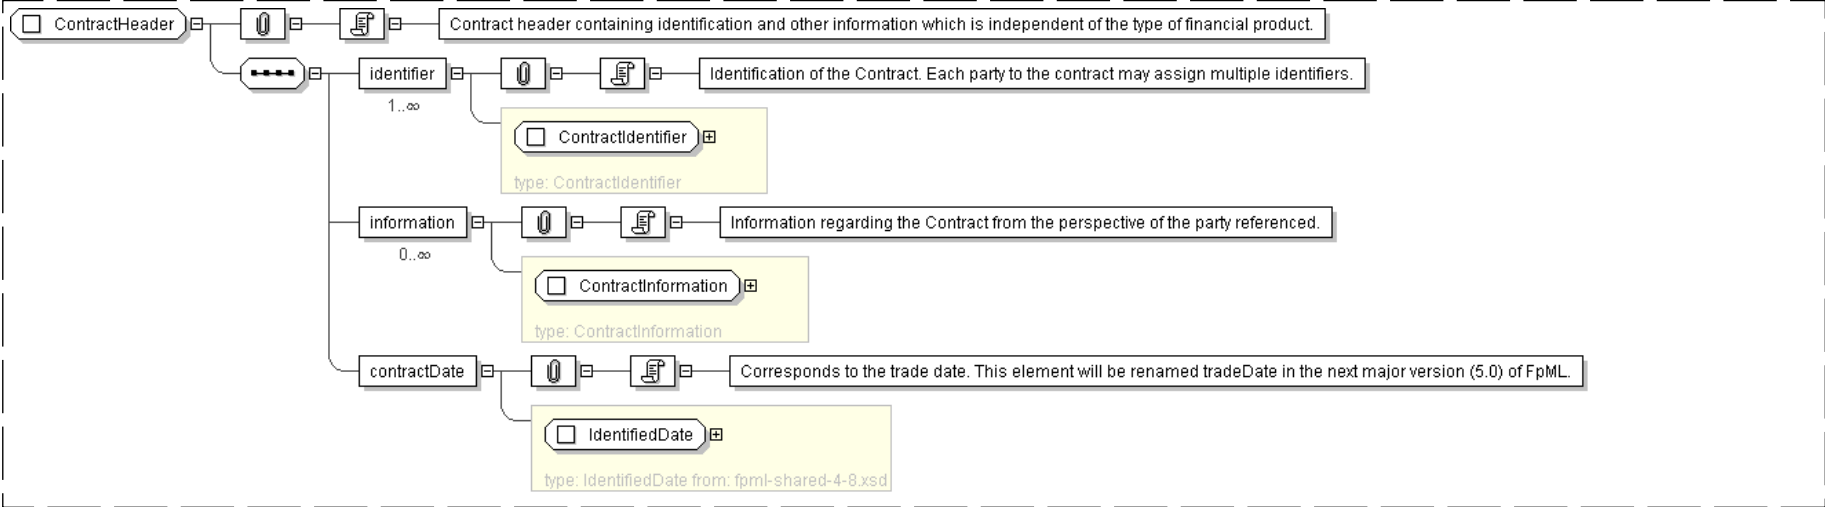 ContractHeader
Contract header containing identification and other information which is independent of the type of financial product.
identifier
Identification of the Contract. Each party to the contract may assign multiple identifiers.
1..∞
ContractIdentifier
type: ContractIdentifier
information
Information regarding the Contract from the perspective of the party referenced.
0..∞
ContractInformation
type: ContractInformation
contractDate
Corresponds to the trade date. This element will be renamed tradeDate in the next major version (5.0) of FpML.
IdentifiedDate
type: IdentifiedDate from: fpml-shared-4-8.xsd